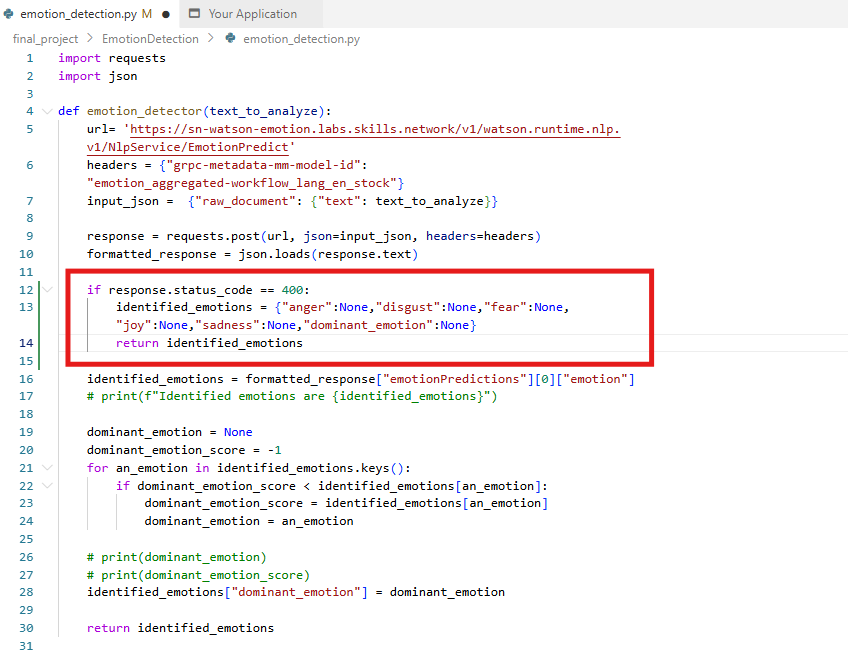 emotion_detection.py M ● Your Application
final_project > EmotionDetection > emotion_detection.py
1 import requests
2 import json
3
4 def emotion_detector(text_to_analyze):
5 url= 'https://sn-watson-emotion.labs.skills.network/v1/watson.runtime.nlp.
v1/NlpService/EmotionPredict'
6 headers = {"grpc-metadata-mm-model-id":
"emotion_aggregated-workflow_lang_en_stock"}
7 input_json =  {"raw_document": {"text": text_to_analyze}}
8
9 response = requests.post(url, json=input_json, headers=headers)
10 formatted_response = json.loads(response.text)
11
12 if response.status_code == 400:
13 identified_emotions = {"anger":None,"disgust":None,"fear":None,
"joy":None,"sadness":None,"dominant_emotion":None}
14 return identified_emotions
15
16 identified_emotions = formatted_response["emotionPredictions"][0]["emotion"]
17 # print(f"Identified emotions are {identified_emotions}")
18
19 dominant_emotion = None
20 dominant_emotion_score = -1
21 for an_emotion in identified_emotions.keys():
22 if dominant_emotion_score < identified_emotions[an_emotion]:
23 dominant_emotion_score = identified_emotions[an_emotion]
24 dominant_emotion = an_emotion
25
26 # print(dominant_emotion)
27 # print(dominant_emotion_score)
28 identified_emotions["dominant_emotion"] = dominant_emotion
29
30 return identified_emotions
31